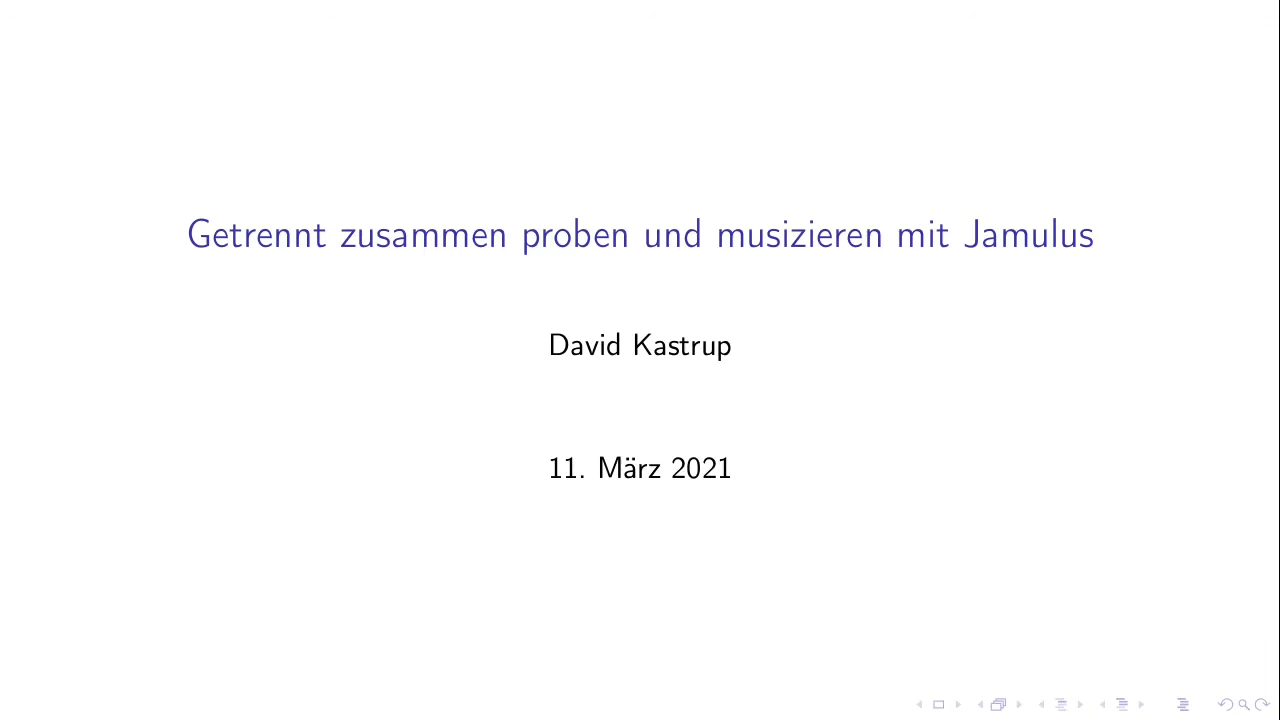 Getrennt zusammen proben und musizieren mit Jamulus
David Kastrup
11. März 2021